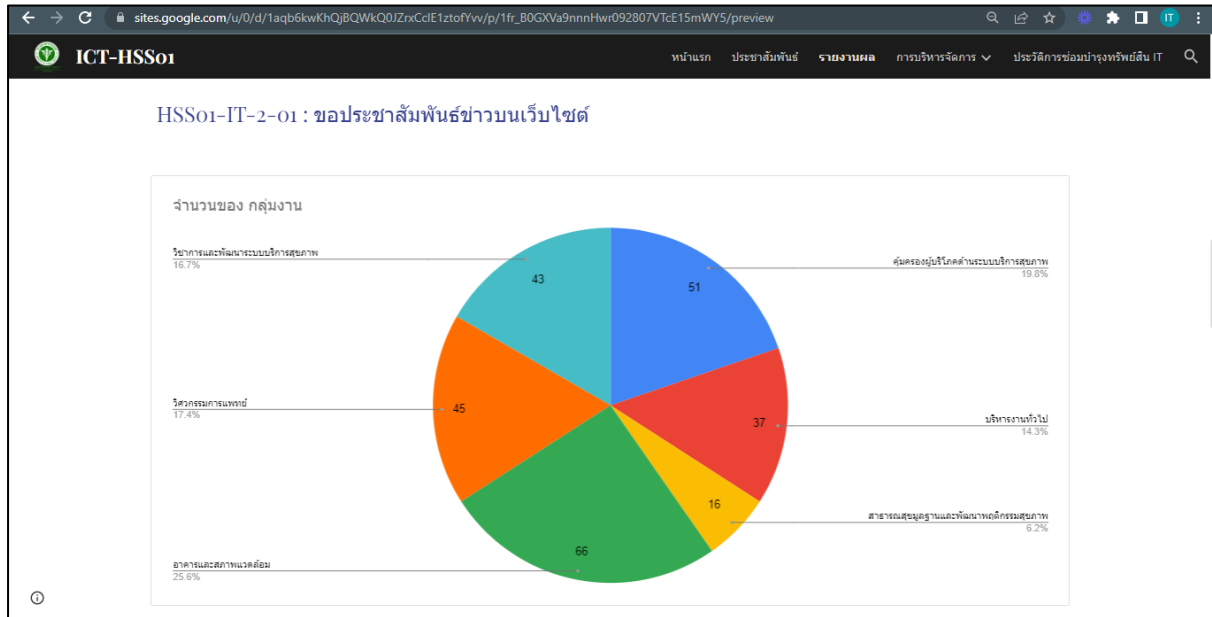 sites.google.com/u/0/d/1aqb6kwKhQjBQWkQ0JZrxCclE1ztofYvv/p/1fr_B0GXVa9nnnHwr092807VTcE15mWY5/preview
IT
ICT-HSS01
หน้าแรก ประชาสัมพันธ์ รายงานผล การบริหารจัดการ ประวัติการซ่อมบำรุงทรัพย์สิน IT
HSS01-IT-2-01 : ขอประชาสัมพันธ์ข่าวบนเว็บไซต์
จำนวนของ กลุ่มงาน
วิชาการและพัฒนาระบบบริการสุขภาพ
16.7%
43
51
คุ้มครองผู้บริโภคด้านระบบบริการสุขภาพ
19.8%
วิศวกรรมการแพทย์
17.4%
45
37
บริหารงานทั่วไป
14.3%
16
สาธารณสุขมูลฐานและพัฒนาพฤติกรรมสุขภาพ
6.2%
66
อาคารและสภาพแวดล้อม
25.6%